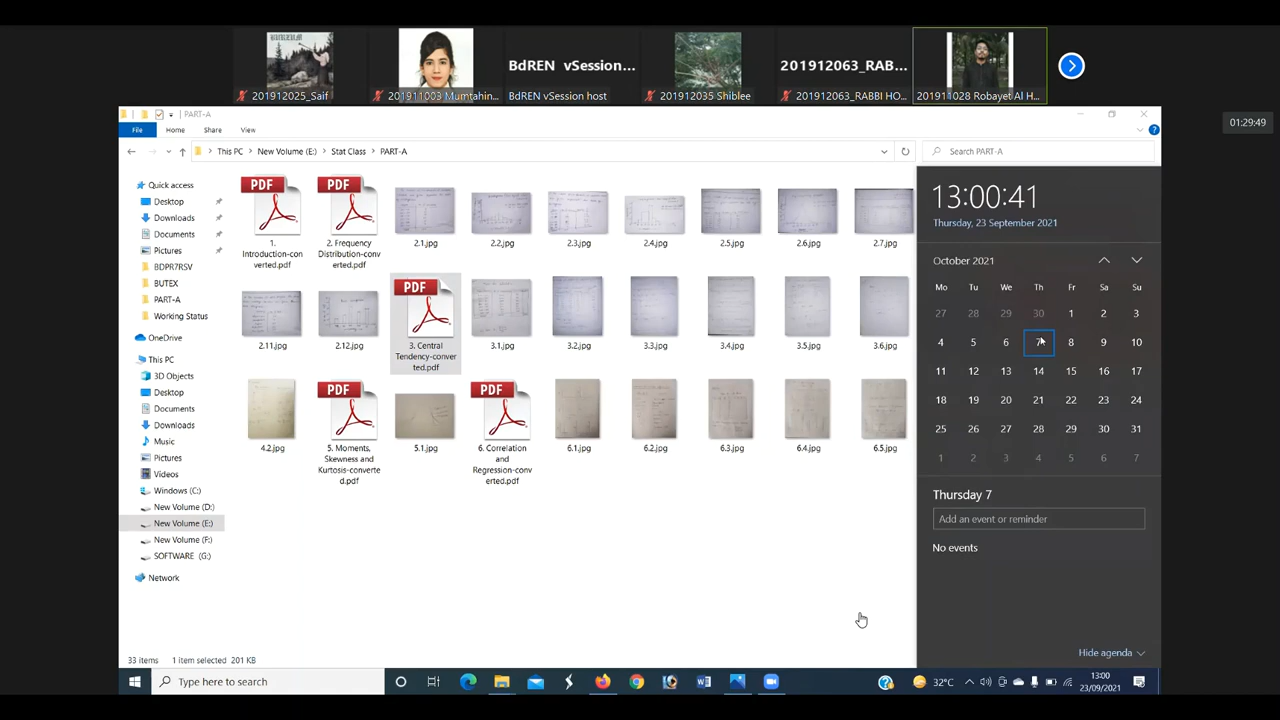 BdREN vSession...
201912063_RAB...
201912025_Saif
201911003 Mumtahin...
BdREN vSession host
201912035 Shiblee
201912063_RABBI HO...
201911028 Robayet Al H...
01:29:49
PART-A
File
Home
Share
View
This PC
New Volume (E:)
Stat Class
PART-A
Search PART-A
Quick access
Desktop
Downloads
Documents
Pictures
BDPR7RSV
BUTEX
PART-A
Working Status
OneDrive
This PC
3D Objects
Desktop
Documents
Downloads
Music
Pictures
Videos
Windows (C:)
New Volume (D:)
New Volume (E:)
New Volume (F:)
SOFTWARE (G:)
Network
PDF
1.
Introduction-con
verted.pdf
PDF
2. Frequency
Distribution-conv
erted.pdf
2.1.jpg
2.2.jpg
2.3.jpg
2.4.jpg
2.5.jpg
2.6.jpg
2.7.jpg
2.11.jpg
2.12.jpg
PDF
3. Central
Tendency-conver
ted.pdf
3.1.jpg
3.2.jpg
3.3.jpg
3.4.jpg
3.5.jpg
3.6.jpg
4.2.jpg
PDF
5. Moments,
Skewness and
Kurtosis-converte
d.pdf
5.1.jpg
PDF
6. Correlation
and
Regression-conv
erted.pdf
6.1.jpg
6.2.jpg
6.3.jpg
6.4.jpg
6.5.jpg
13:00:41
Thursday, 23 September 2021
October 2021
Mo Tu We Th Fr Sa Su
27 28 29 30 1 2 3
4 5 6 7 8 9 10
11 12 13 14 15 16 17
18 19 20 21 22 23 24
25 26 27 28 29 30 31
1 2 3 4 5 6 7
Thursday 7
Add an event or reminder
No events
Hide agenda
33 items 1 item selected 201 KB
Type here to search
32°C
13:00
23/09/2021